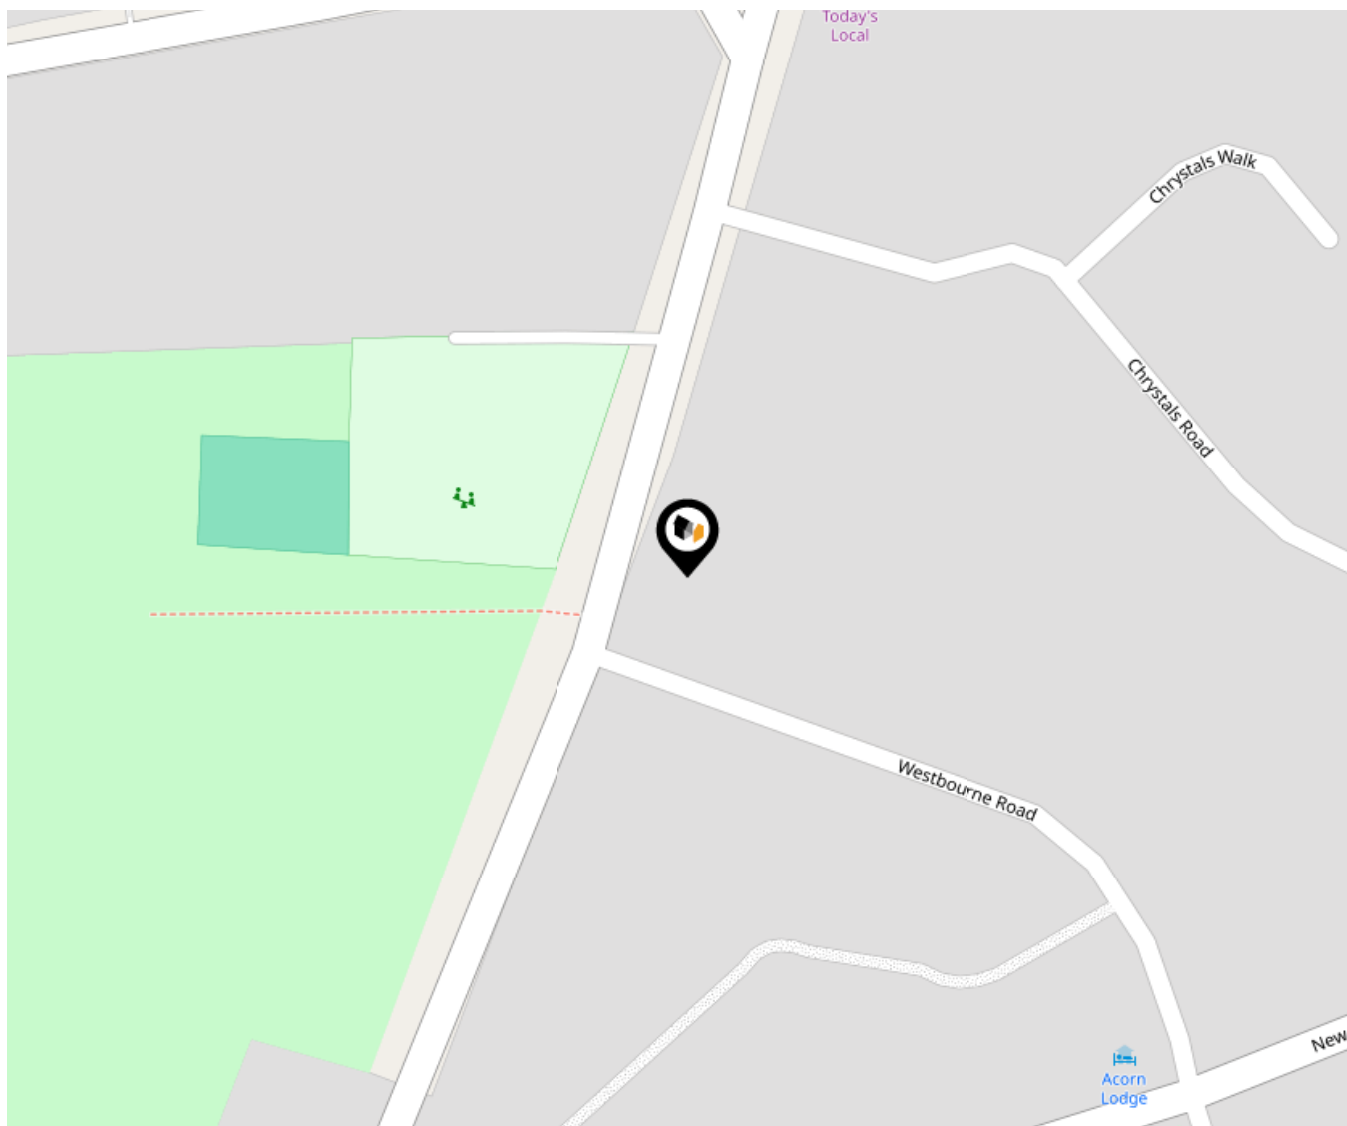 Today's
Local
Chrystals Walk
Chrystals Road
Westbourne Road
New
Acorn
Lodge